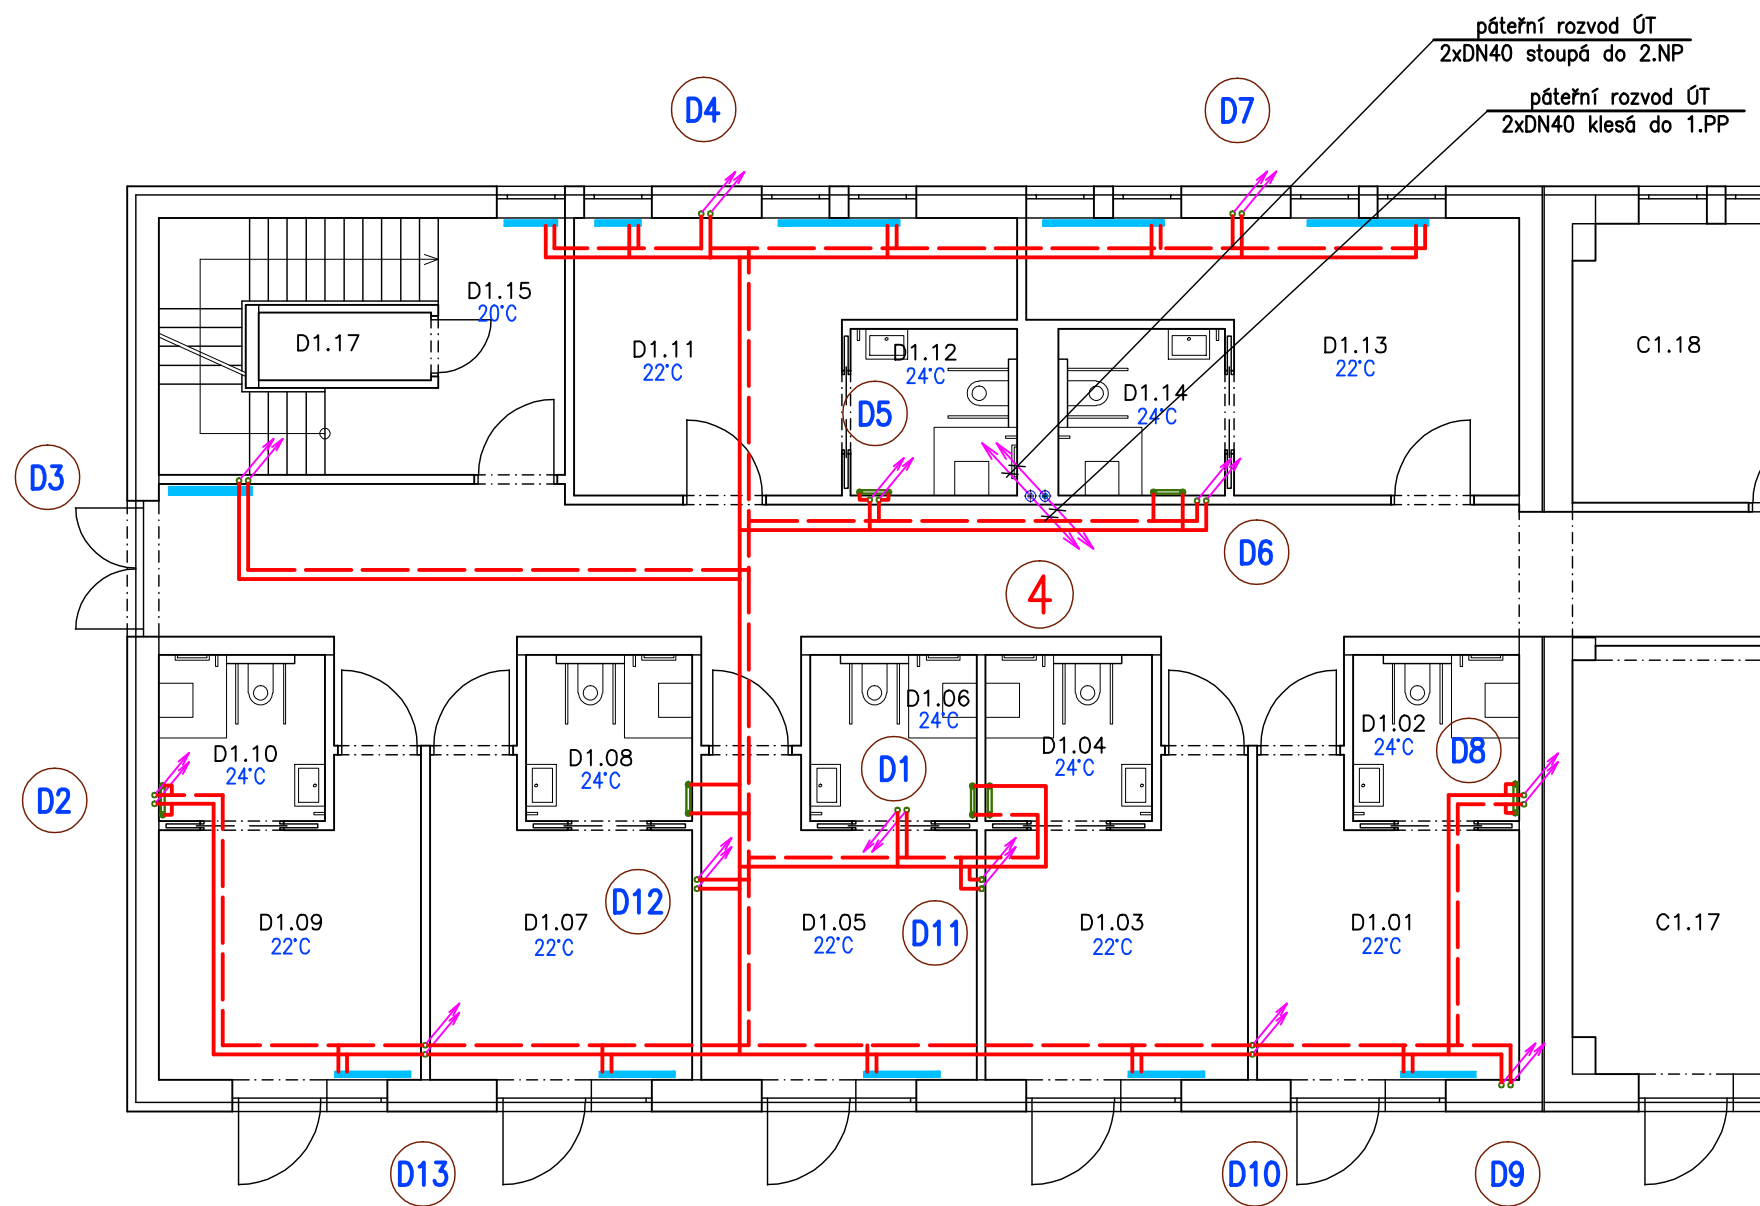 páteřní rozvod ÚT
2xDN40 stoupá do 2.NP
páteřní rozvod ÚT
2xDN40 klesá do 1.PP
D4
D7
D1.15
20°C
D1.17
D1.11
22°C
D1.12
24°C
D1.13
22°C
C1.18
D1.14
24°C
D5
D3
D6
4
D1.06
24°C
D1.02
24°C
D1.10
24°C
D1.08
24°C
D1.04
24°C
D8
D1
D2
D12
D11
D1.09
22°C
D1.07
22°C
D1.05
22°C
D1.03
22°C
D1.01
22°C
C1.17
D13
D10
D9